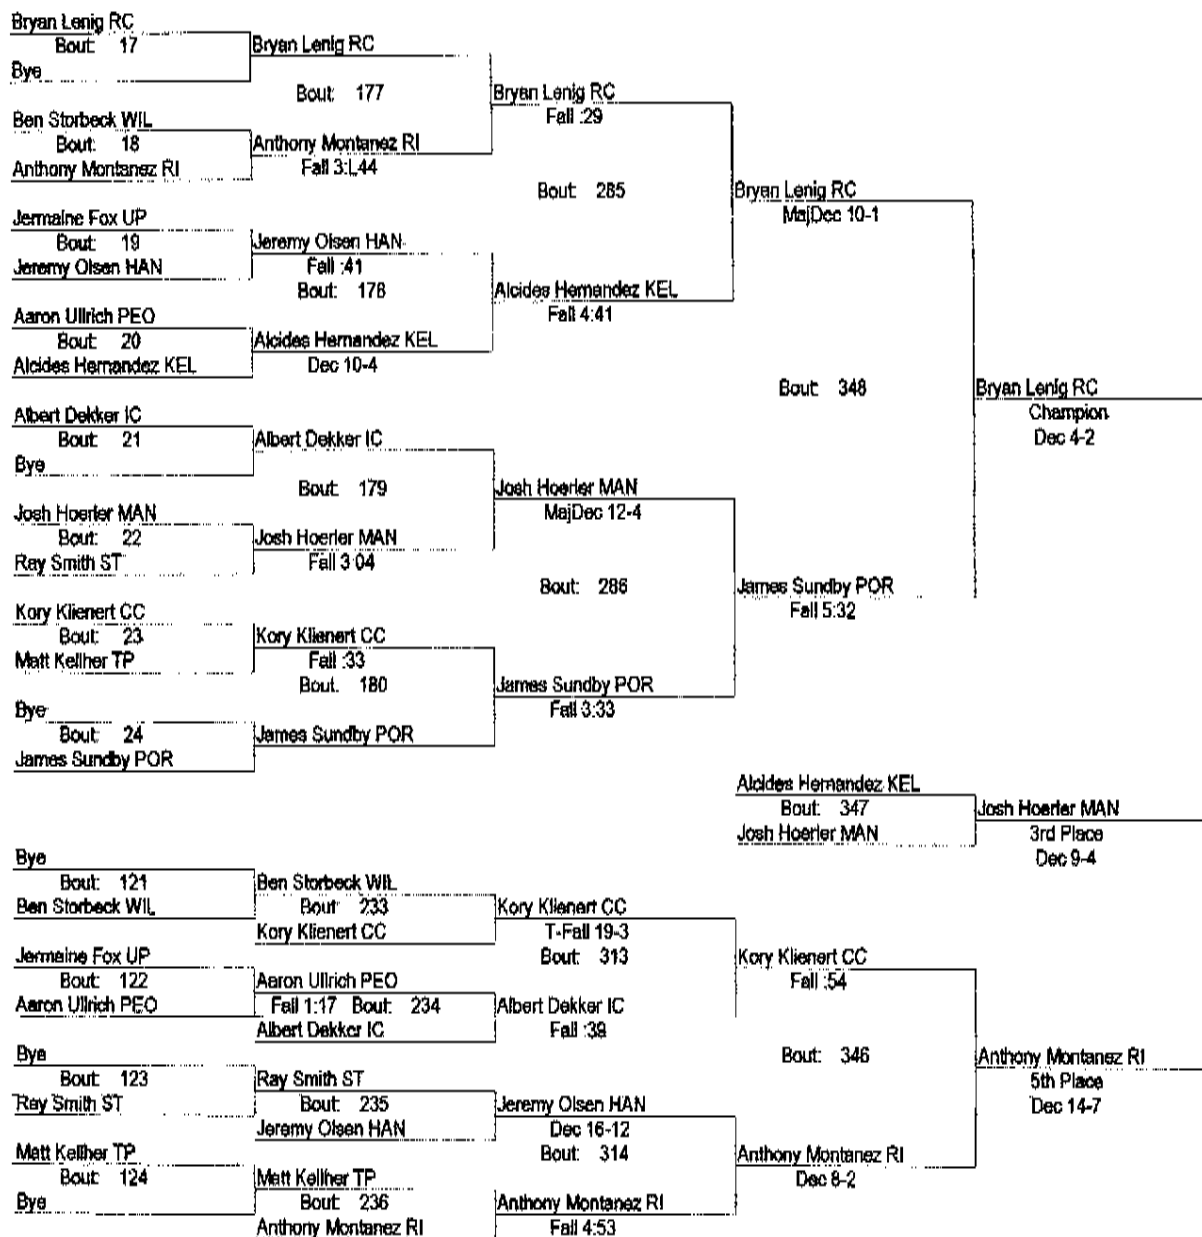 Bryan Lenig RC
Bout: 17
Bryan Lenig RC
Bye
Bout: 177
Bryan Lenig RC
Fall :29
Ben Storbeck WIL
Bout: 18
Anthony Montanez RI
Anthony Montanez RI
Fall 3:L44
Bout: 285
Bryan Lenig RC
MajDec 10-1
Jermaine Fox UP
Bout: 19
Jeremy Olsen HAN
Jeremy Olsen HAN
Fall :41
Bout: 178
Alcides Hernandez KEL
Fall 4:41
Aaron Ullrich PEO
Bout: 20
Alcides Hernandez KEL
Alcides Hernandez KEL
Dec 10-4
Bout: 348
Bryan Lenig RC
Champion
Dec 4-2
Albert Dekker IC
Bout: 21
Albert Dekker IC
Bye
Bout: 179
Josh Hoerler MAN
MajDec 12-4
Josh Hoerler MAN
Bout: 22
Josh Hoerler MAN
Ray Smith ST
Fall 3:04
Bout: 286
James Sundby POR
Fall 5:32
Kory Klienert CC
Bout: 23
Kory Klienert CC
Matt Kellher TP
Fall :33
Bout: 180
James Sundby POR
Fall 3:33
Bye
Bout: 24
James Sundby POR
James Sundby POR
Alcides Hernandez KEL
Bout: 347
Josh Hoerler MAN
Josh Hoerler MAN
3rd Place
Dec 9-4
Bye
Bout: 121
Ben Storbeck WIL
Ben Storbeck WIL
Bout: 233
Kory Klienert CC
Kory Klienert CC
T-Fall 19-3
Bout: 313
Kory Klienert CC
Fall :54
Jermaine Fox UP
Bout: 122
Aaron Ullrich PEO
Aaron Ullrich PEO
Fall 1:17 Bout: 234
Albert Dekker IC
Albert Dekker IC
Fall :39
Bout: 346
Anthony Montanez RI
5th Place
Dec 14-7
Bye
Bout: 123
Ray Smith ST
Ray Smith ST
Bout: 235
Jeremy Olsen HAN
Jeremy Olsen HAN
Dec 16-12
Bout: 314
Anthony Montanez RI
Dec 8-2
Matt Kellher TP
Bout: 124
Matt Kellher TP
Bye
Bout: 236
Anthony Montanez RI
Anthony Montanez RI
Fall 4:53